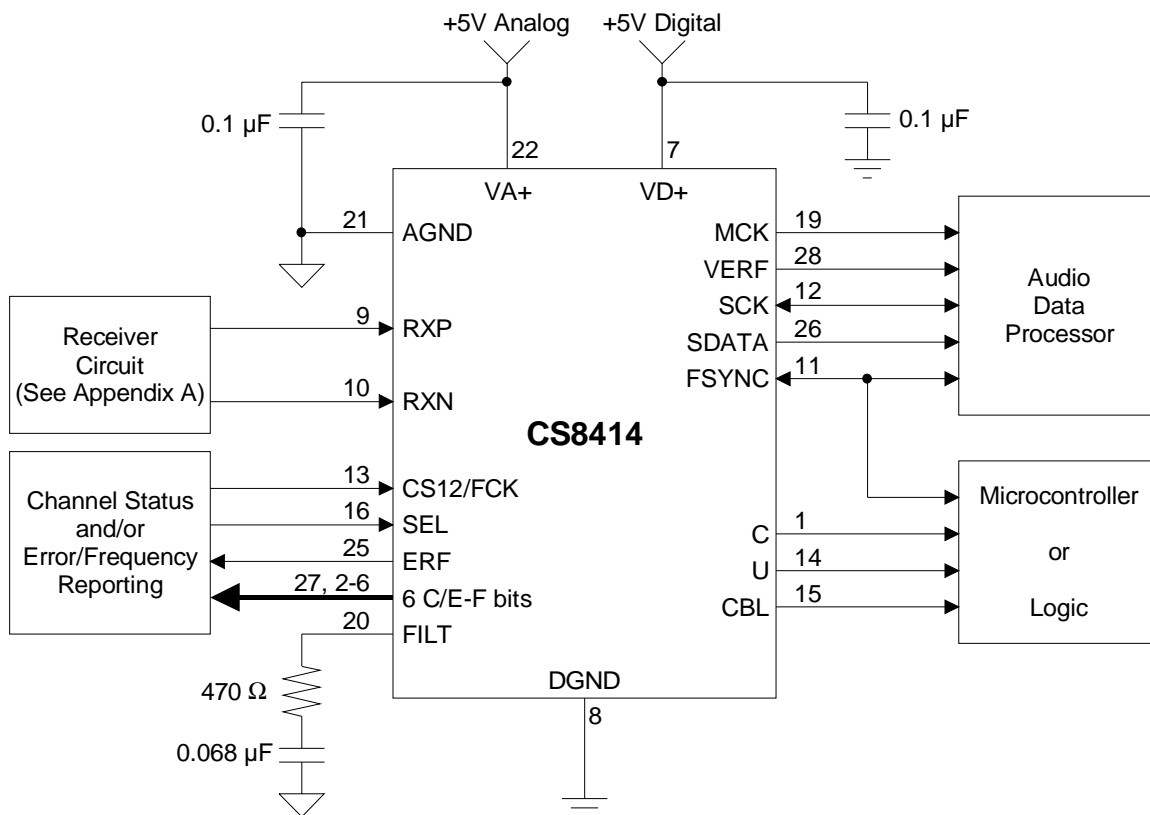 +5V Analog
+5V Digital
0.1 µF
0.1 µF
22
7
VA+
VD+
21
AGND
MCK
19
VERF
28
SCK
12
SDATA
26
FSYNC
11
Audio
Data
Processor
Receiver
Circuit
(See Appendix A)
9
RXP
10
RXN
CS8414
Channel Status
and/or
Error/Frequency
Reporting
13
CS12/FCK
16
SEL
25
ERF
27, 2-6
6 C/E-F bits
20
FILT
C
1
U
14
CBL
15
Microcontroller
or
Logic
470 Ω
0.068 µF
DGND
8